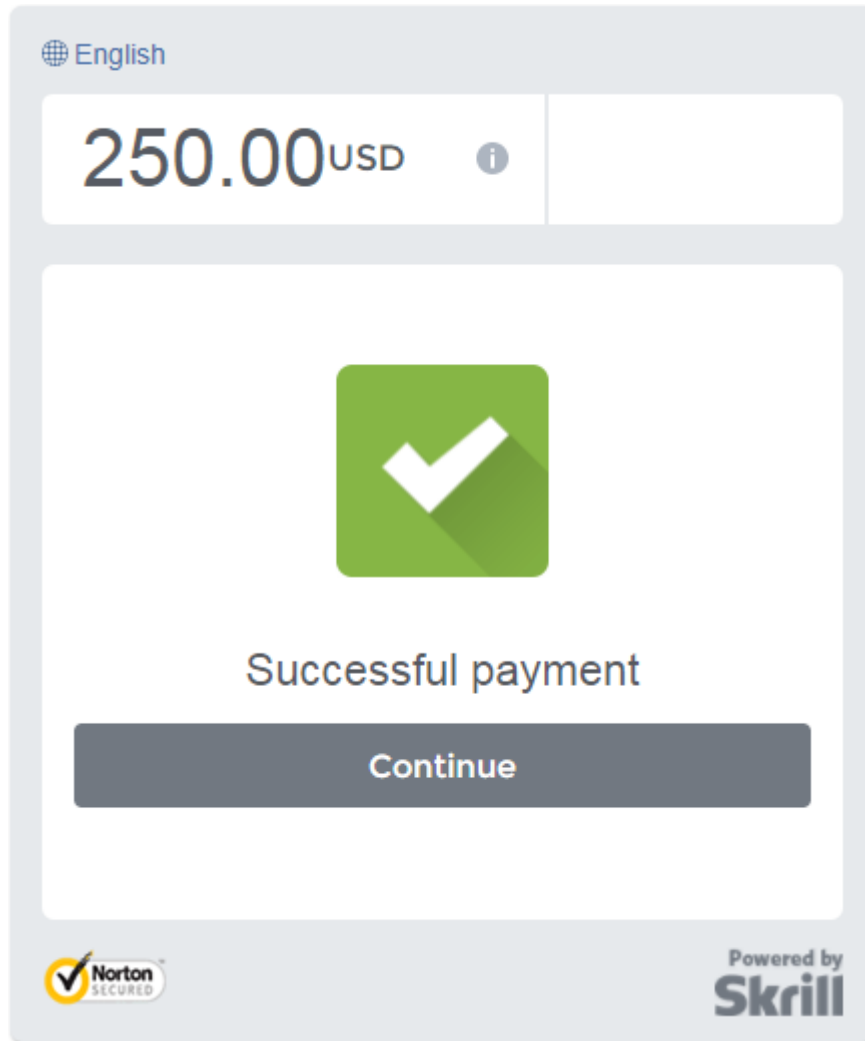 English
250.00USD
Successful payment
Continue
Norton
SECURED
Powered by
Skrill